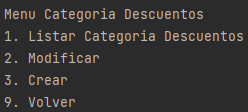 Menu Categoria Descuentos
1. Listar Categoria Descuentos
2. Modificar
3. Crear
9. Volver